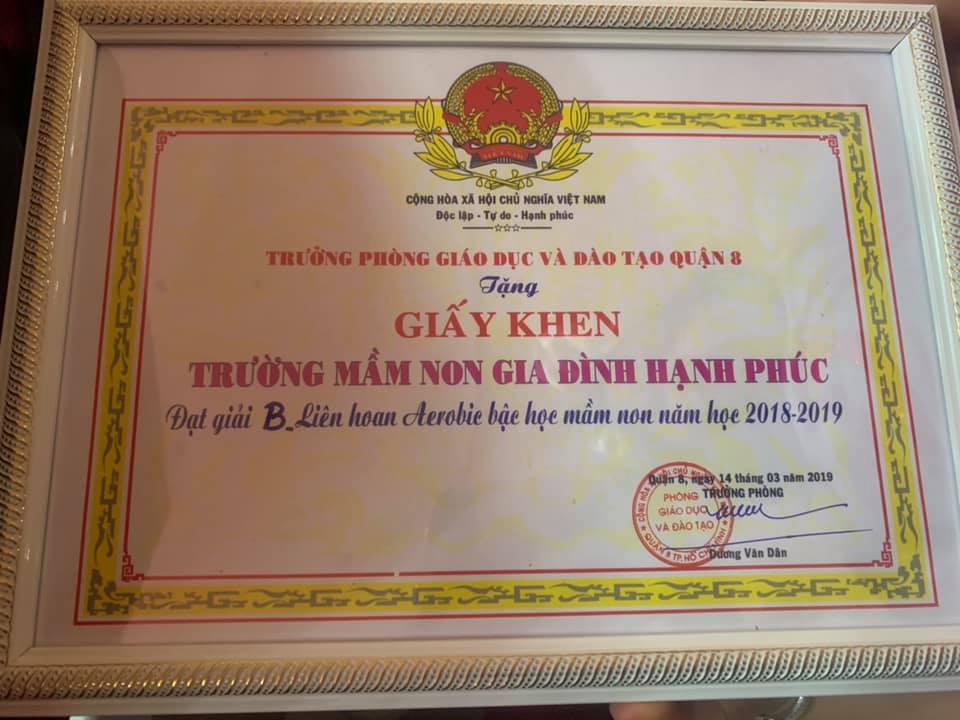 VIỆT NAM
CỘNG HÒA XÃ HỘI CHỦ NGHĨA VIỆT NAM
Độc lập - Tự do - Hạnh phúc
TRƯỞNG PHÒNG GIÁO DỤC VÀ ĐÀO TẠO QUẬN 8
Tặng
GIẤY KHEN
TRƯỜNG MẦM NON GIA ĐÌNH HẠNH PHÚC
Đạt giải B Liên hoan Aerobic bậc học mầm non năm học 2018-2019
Quận 8, ngày 14 tháng 03 năm 2019
TRƯỞNG PHÒNG
PHÒNG
GIÁO DỤC
VÀ ĐÀO TẠO
Dương Văn Dân